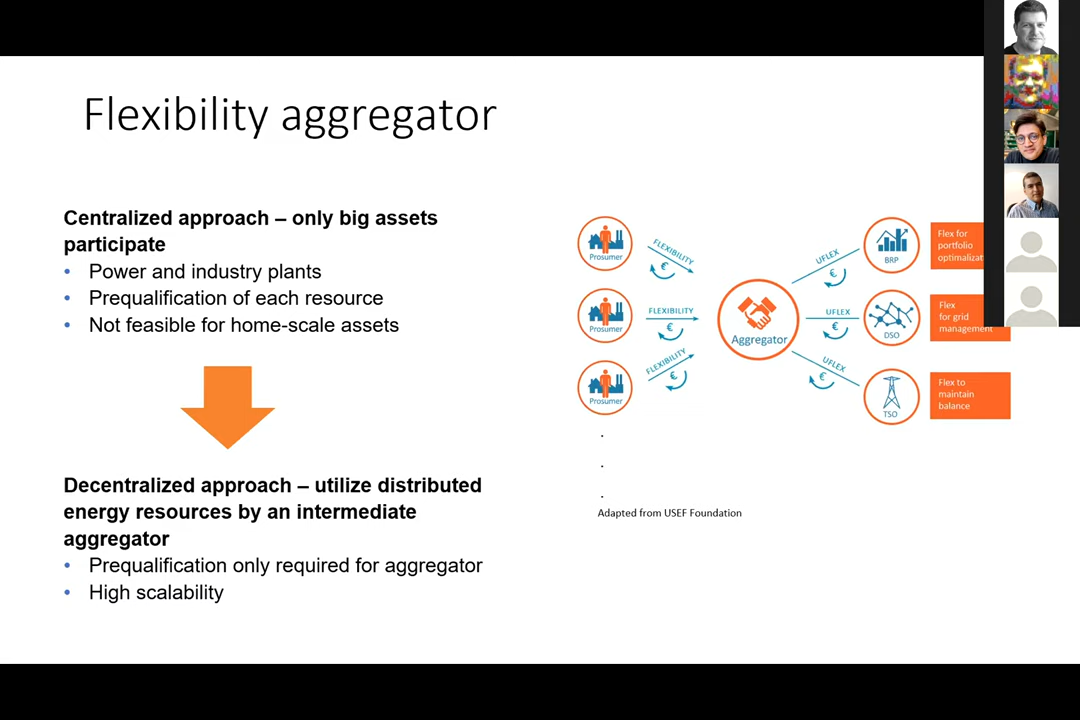 Flexibility aggregator
Centralized approach – only big assets
participate
• Power and industry plants
• Prequalification of each resource
• Not feasible for home-scale assets
Decentralized approach – utilize distributed
energy resources by an intermediate
aggregator
• Prequalification only required for aggregator
• High scalability
Prosumer
FLEXIBILITY
€
Prosumer
FLEXIBILITY
€
Prosumer
FLEXIBILITY
€
Aggregator
UFLEX
€
BRP
Flex for
portfolio
UFLEX
€
DSO
Flex
for grid
management
UFLEX
€
TSO
Flex to
maintain
balance
.
.
.
Adapted from USEF Foundation